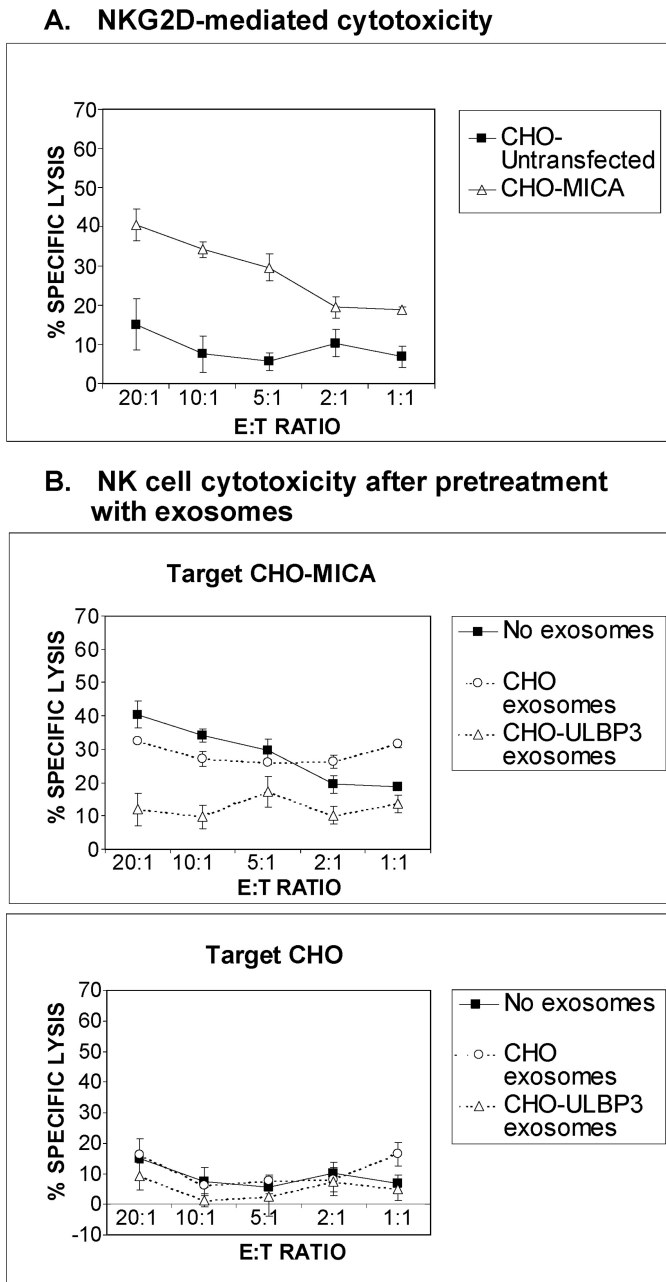 A. NKG2D-mediated cytotoxicity
70
60
50
40
30
20
10
0
% SPECIFIC LYSIS
20:1 10:1 5:1 2:1 1:1
E:T RATIO
CHO-
Untransfected
CHO-MICA
B. NK cell cytotoxicity after pretreatment
with exosomes
Target CHO-MICA
70
60
50
40
30
20
10
0
% SPECIFIC LYSIS
20:1 10:1 5:1 2:1 1:1
E:T RATIO
No exosomes
CHO
exosomes
CHO-ULBP3
exosomes
Target CHO
70
60
50
40
30
20
10
0
-10
% SPECIFIC LYSIS
20:1 10:1 5:1 2:1 1:1
E:T RATIO
No exosomes
CHO
exosomes
CHO-ULBP3
exosomes